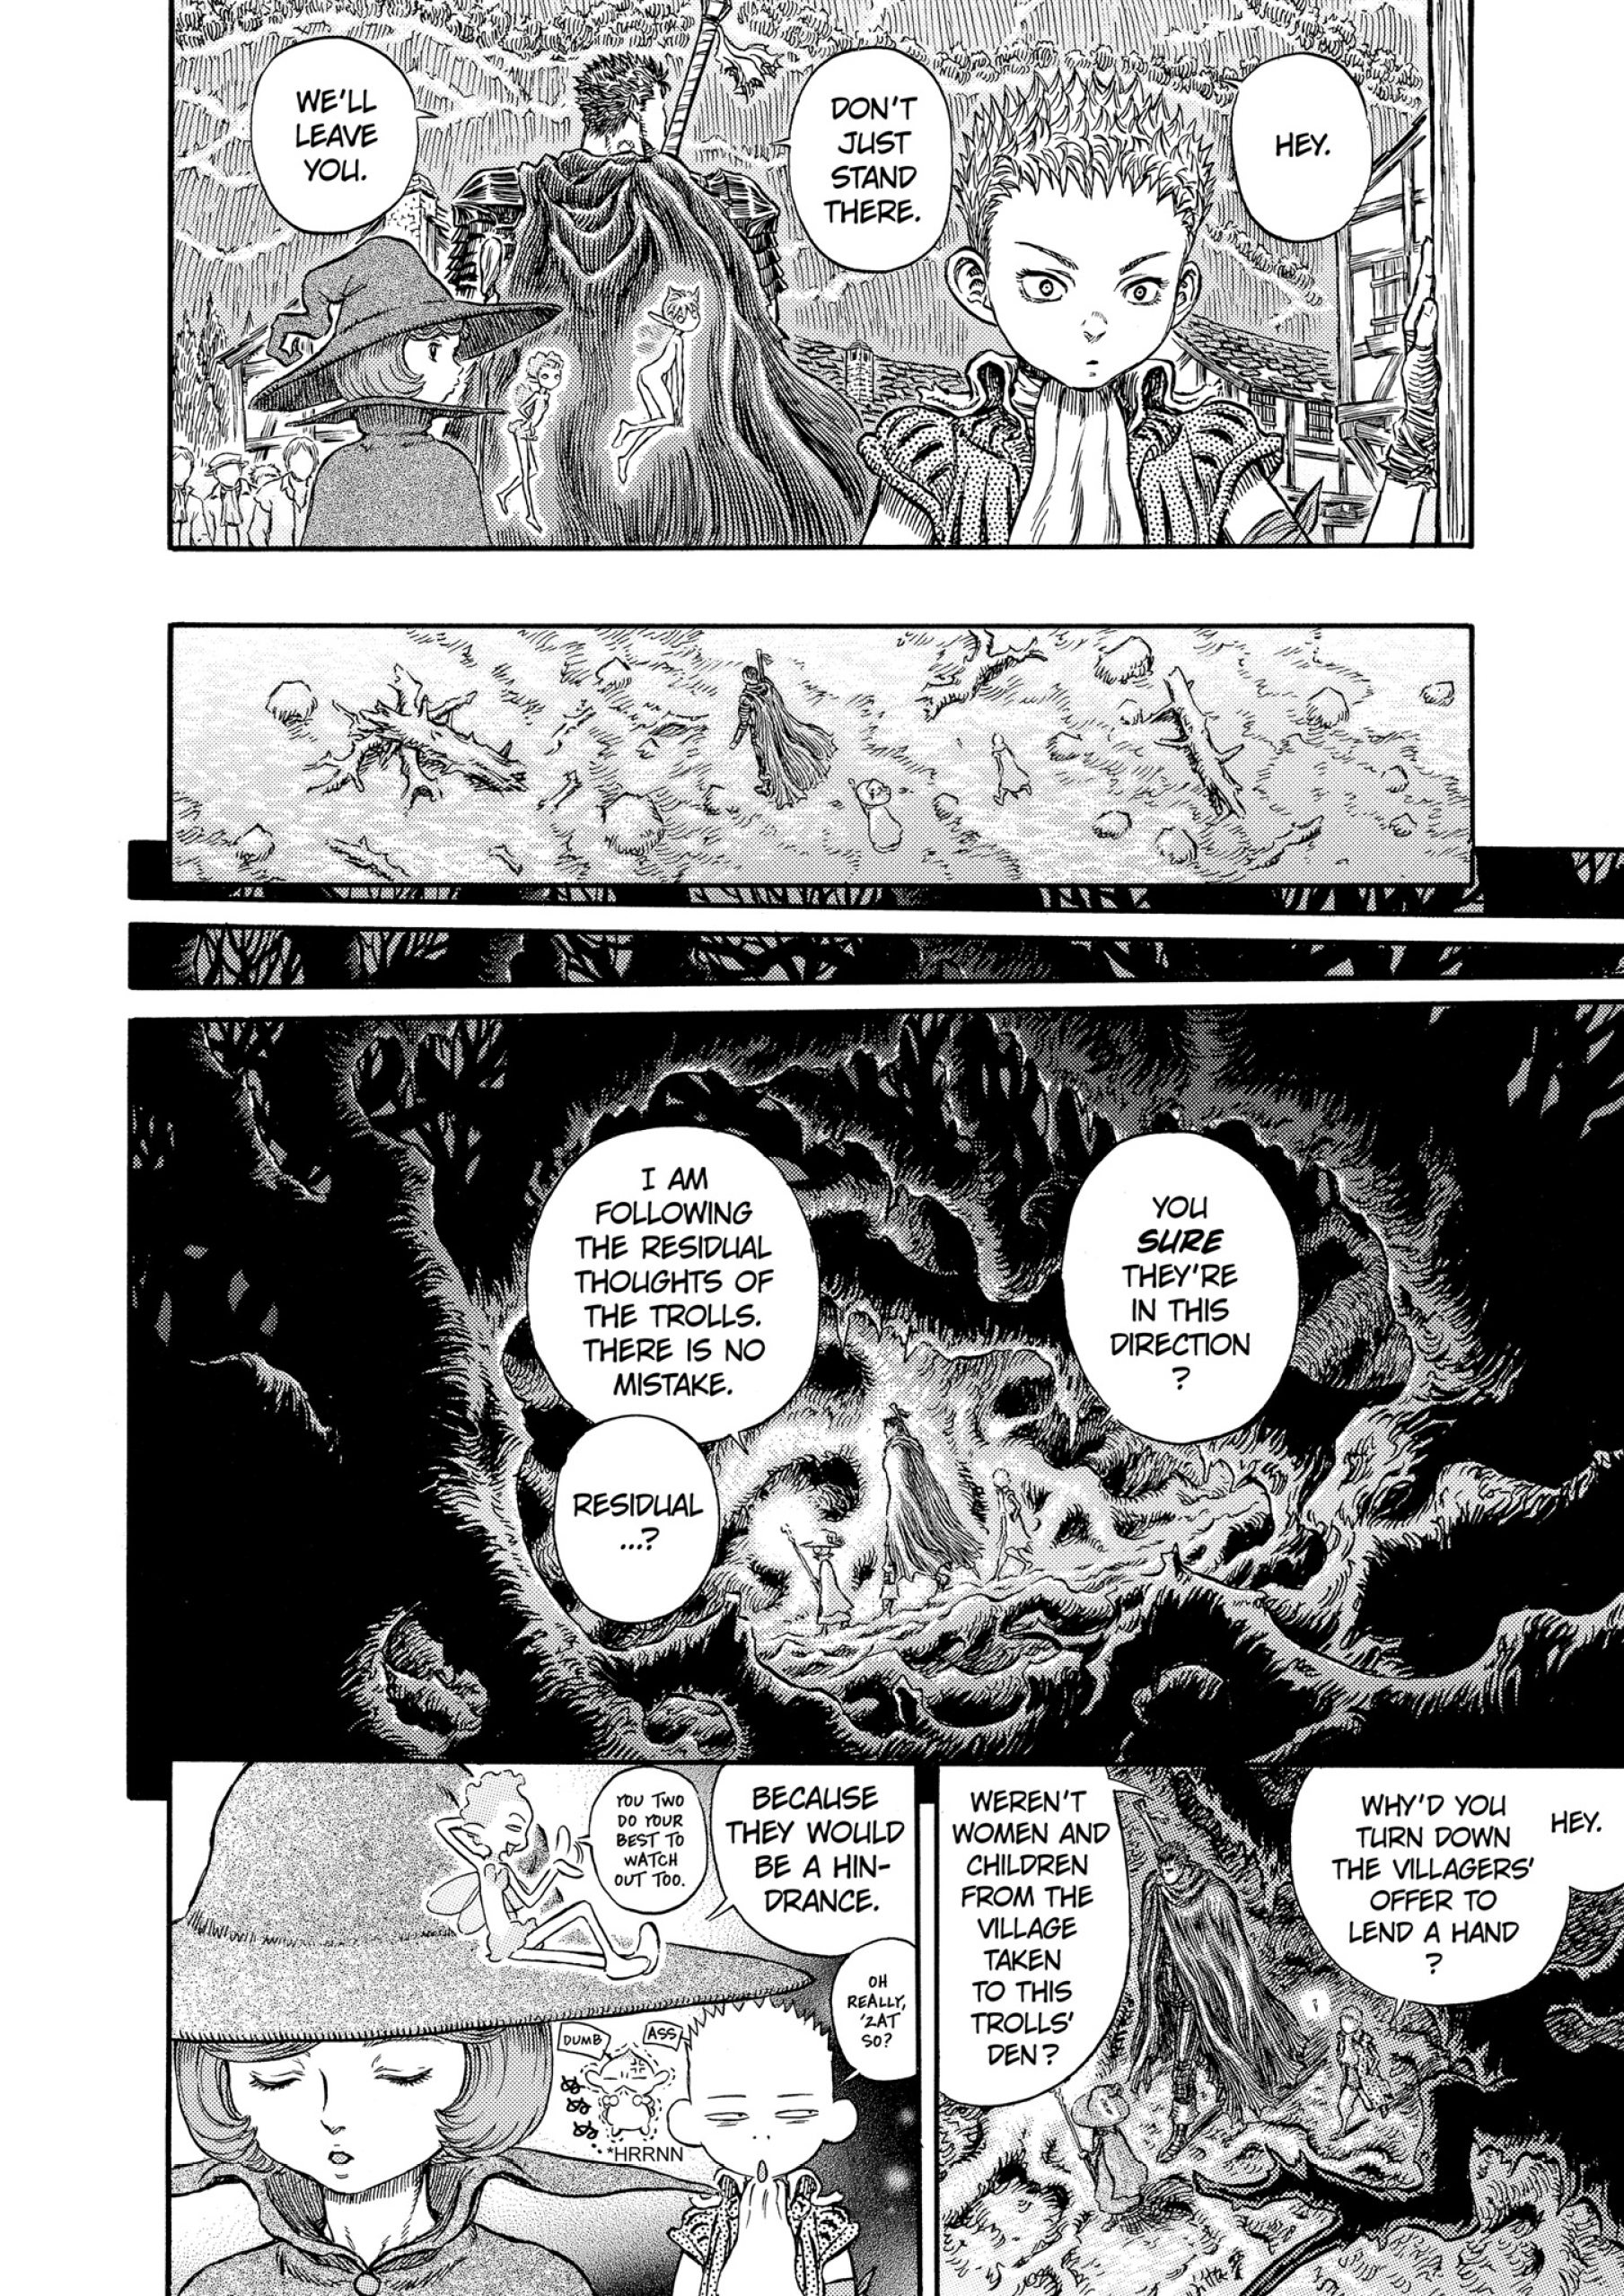 HEY.
DON'T
JUST
STAND
THERE.
WE'LL
LEAVE
YOU.
YOU
SURE
THEY'RE
IN THIS
DIRECTION
?
I AM
FOLLOWING
THE RESIDUAL
THOUGHTS OF
THE TROLLS.
THERE IS NO
MISTAKE.
RESIDUAL
...?
HEY.
WHY'D YOU
TURN DOWN
THE VILLAGERS'
OFFER TO
LEND A HAND
?
WEREN'T
WOMEN AND
CHILDREN
FROM THE
VILLAGE
TAKEN
TO THIS
TROLLS'
DEN?
BECAUSE
THEY WOULD
BE A HIN-
DRANCE.
YOU TWO
DO YOUR
BEST TO
WATCH
OUT TOO.
OH
REALLY,
'ZAT
SO?
ASS
DUMB
*HRRNN